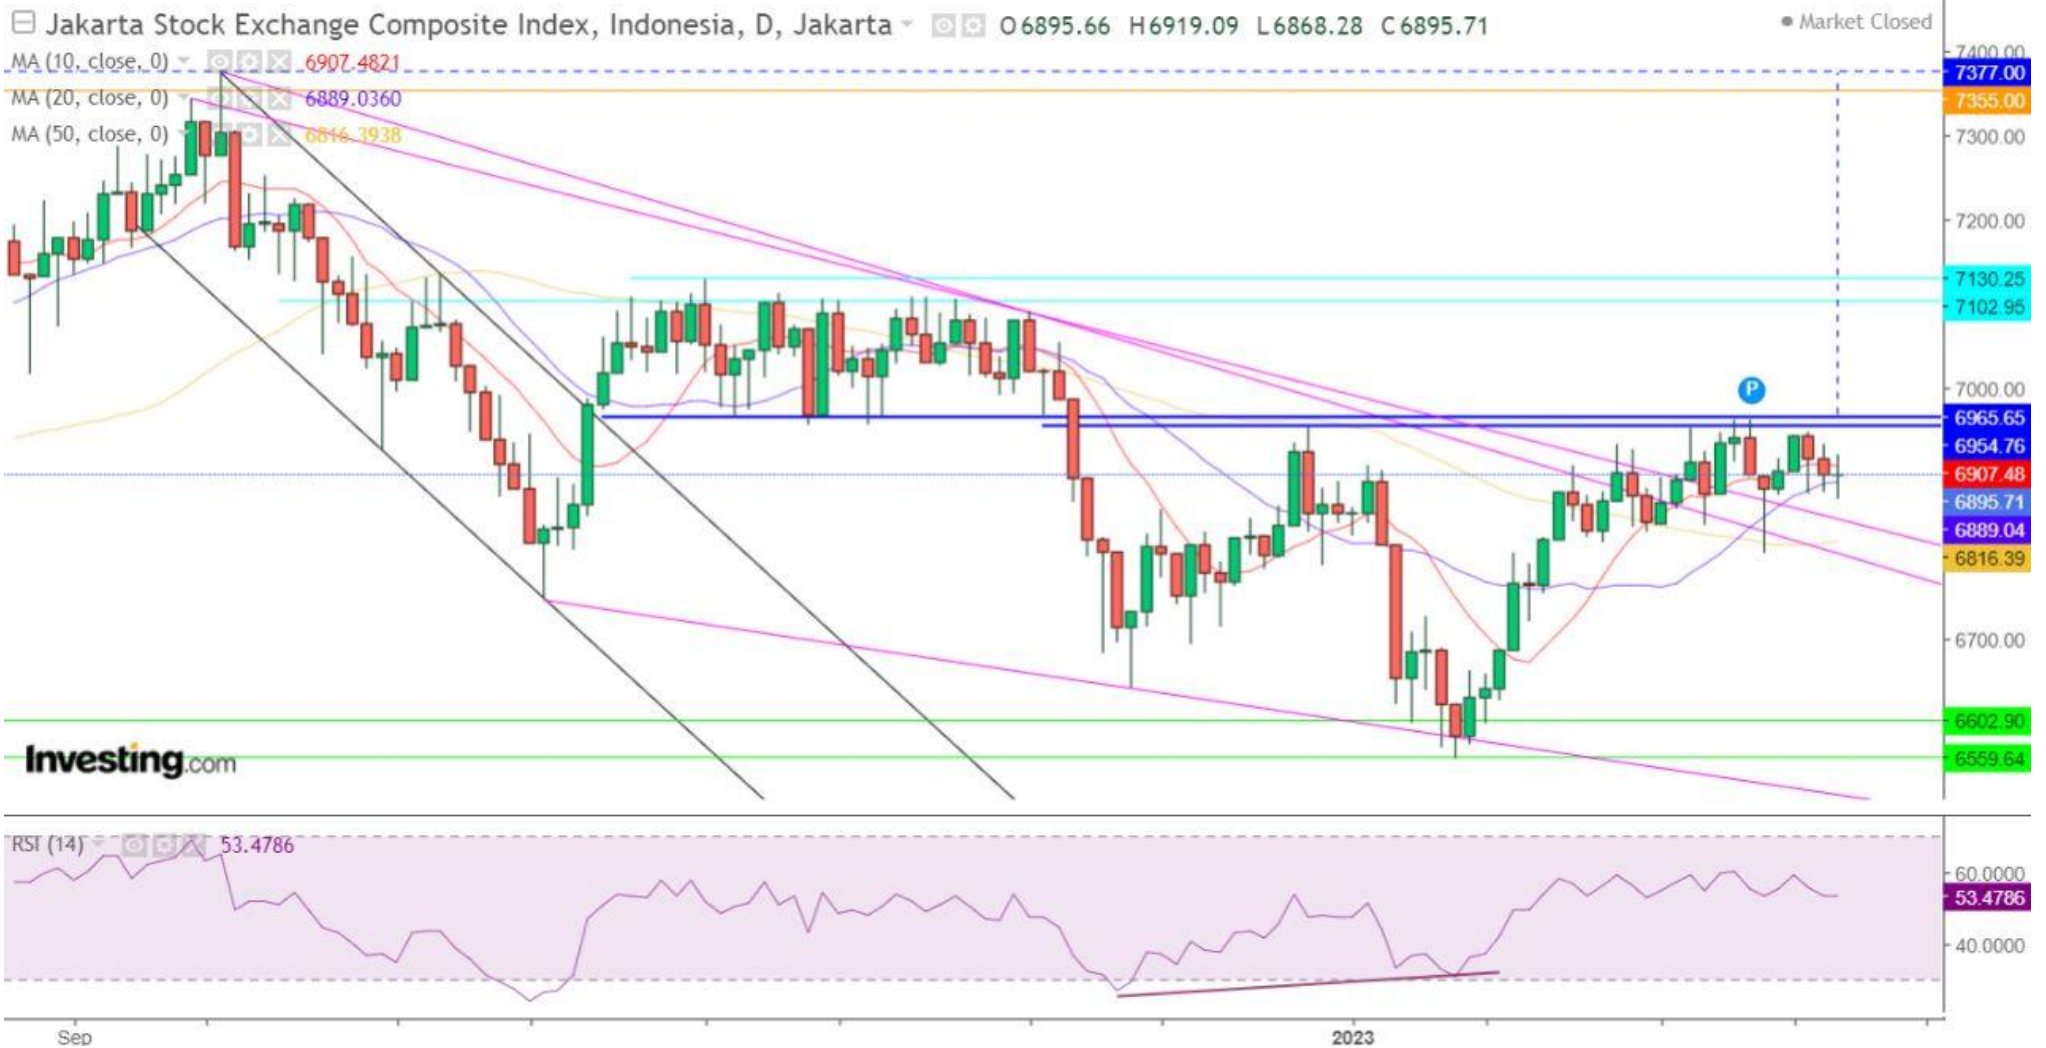 Jakarta Stock Exchange Composite Index, Indonesia, D, Jakarta O6895.66 H6919.09 L6868.28 C6895.71
Market Closed
MA (10, close, 0) 6907.4821
MA (20, close, 0) 6889.0360
MA (50, close, 0) 6816.3938
7400.00
7377.00
7355.00
7300.00
7200.00
7130.25
7102.95
P
7000.00
6965.65
6954.76
6907.48
6895.71
6889.04
6816.39
6700.00
6602.90
6559.64
Investing.com
RSI (14) 53.4786
60.0000
53.4786
40.0000
Sep
2023